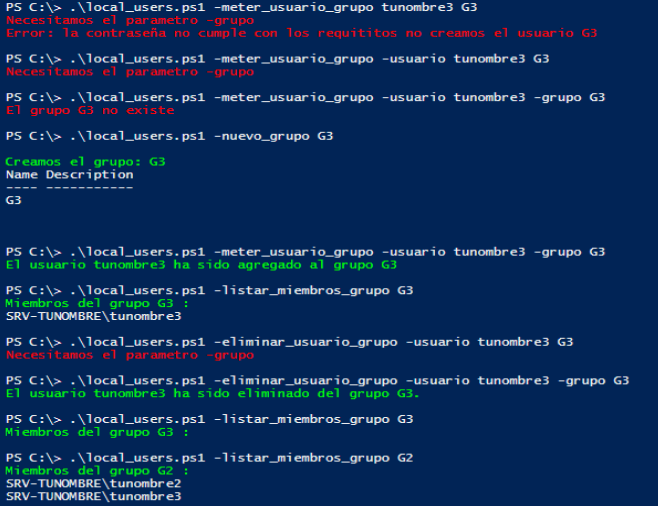 PS C:\> .\local_users.ps1 -meter_usuario_grupo tunombre3 G3
Necesitamos el parametro -grupo
Error: la contraseña no cumple con los requititos no creamos el usuario G3
PS C:\> .\local_users.ps1 -meter_usuario_grupo -usuario tunombre3 G3
Necesitamos el parametro -grupo
PS C:\> .\local_users.ps1 -meter_usuario_grupo -usuario tunombre3 -grupo G3
El grupo G3 no existe
PS C:\> .\local_users.ps1 -nuevo_grupo G3
Creamos el grupo: G3
Name Description
---- -----------
G3
PS C:\> .\local_users.ps1 -meter_usuario_grupo -usuario tunombre3 -grupo G3
El usuario tunombre3 ha sido agregado al grupo G3
PS C:\> .\local_users.ps1 -listar_miembros_grupo G3
Miembros del grupo G3 :
SRV-TUNOMBRE\tunombre3
PS C:\> .\local_users.ps1 -eliminar_usuario_grupo -usuario tunombre3 G3
Necesitamos el parametro -grupo
PS C:\> .\local_users.ps1 -eliminar_usuario_grupo -usuario tunombre3 -grupo G3
El usuario tunombre3 ha sido eliminado del grupo G3.
PS C:\> .\local_users.ps1 -listar_miembros_grupo G3
Miembros del grupo G3 :
PS C:\> .\local_users.ps1 -listar_miembros_grupo G2
Miembros del grupo G2 :
SRV-TUNOMBRE\tunombre2
SRV-TUNOMBRE\tunombre3